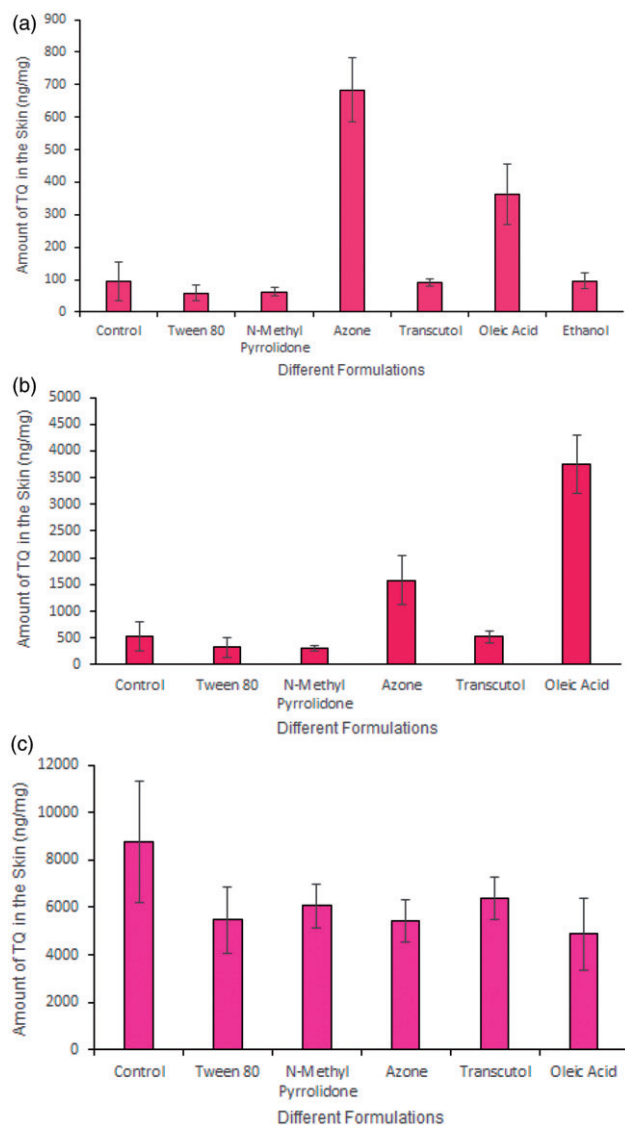 (a)
Amount of TQ in the Skin (ng/mg)
900
800
700
600
500
400
300
200
100
0
Control Tween 80 N-Methyl Pyrrolidone Azone Transcutol Oleic Acid Ethanol
Different Formulations
(b)
Amount of TQ in the Skin (ng/mg)
5000
4500
4000
3500
3000
2500
2000
1500
1000
500
0
Control Tween 80 N-Methyl Pyrrolidone Azone Transcutol Oleic Acid
Different Formulations
(c)
Amount of TQ in the Skin (ng/mg)
12000
10000
8000
6000
4000
2000
0
Control Tween 80 N-Methyl Pyrrolidone Azone Transcutol Oleic Acid
Different Formulations